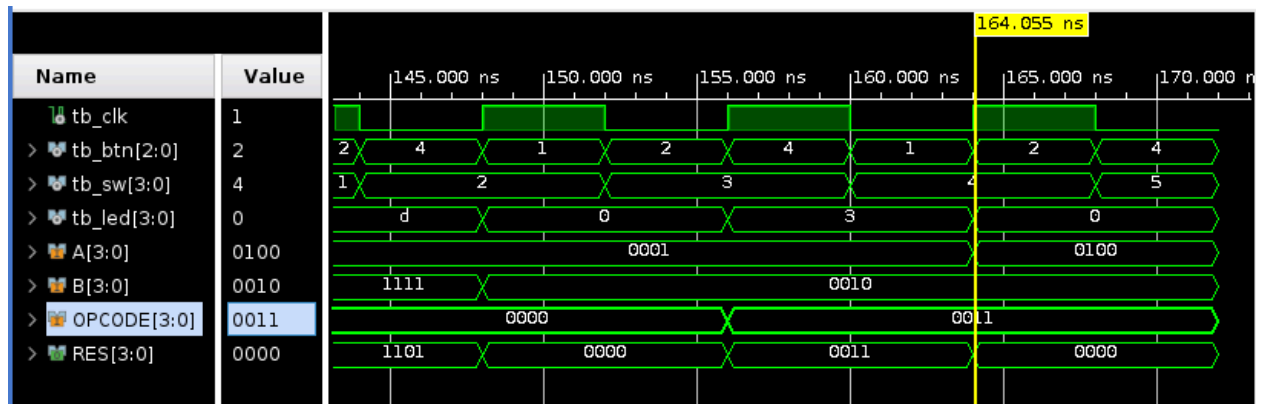 164.055 ns
Name Value 145.000 ns 150.000 ns 155.000 ns 160.000 ns 165.000 ns 170.000 n
tb_clk 1
> tb_btn[2:0] 2 2 4 1 2 4 1 2 4
> tb_sw[3:0] 4 1 2 3 4 5
> tb_led[3:0] 0 d 0 3 0
> A[3:0] 0100 0001 0100
> B[3:0] 0010 1111 0010
> OPCODE[3:0] 0011 0000 0011
> RES[3:0] 0000 1101 0000 0011 0000